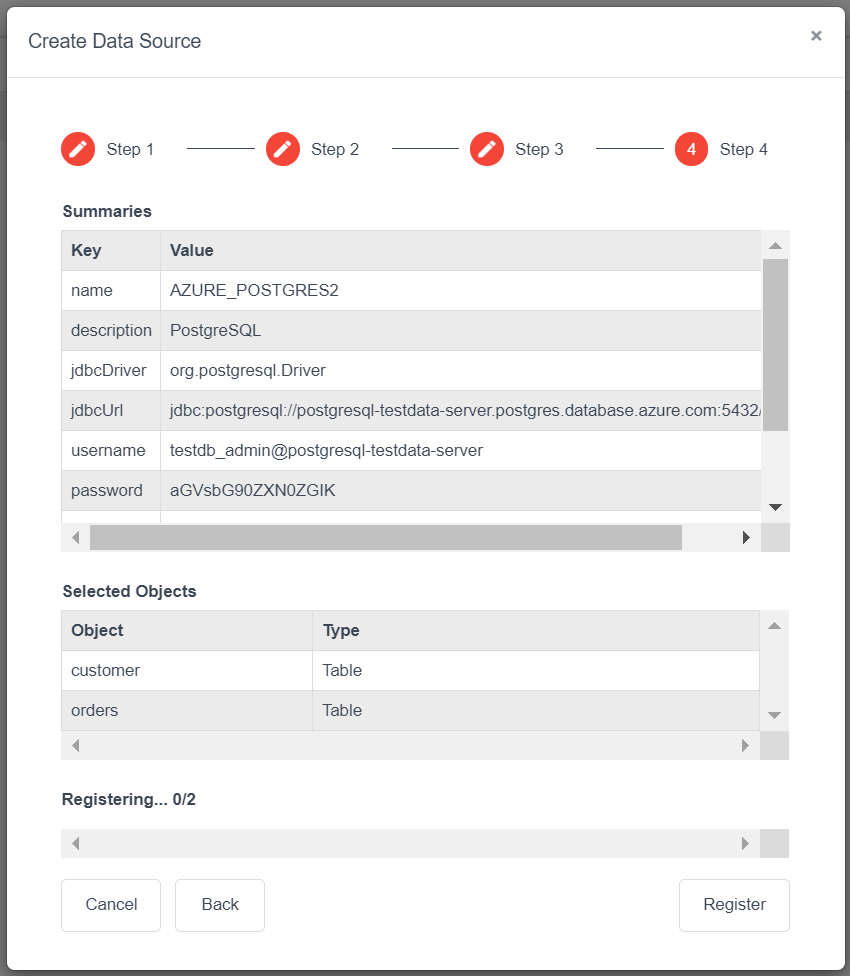 Create Data Source ×
Step 1 Step 2 Step 3 4 Step 4
Summaries
Key Value
name AZURE_POSTGRES2
description PostgreSQL
jdbcDriver org.postgresql.Driver
jdbcUrl jdbc:postgresql://postgresql-testdata-server.postgres.database.azure.com:5432/
username testdb_admin@postgresql-testdata-server
password aGVsbG90ZXN0ZGIK
Selected Objects
Object Type
customer Table
orders Table
Registering... 0/2
Cancel Back Register